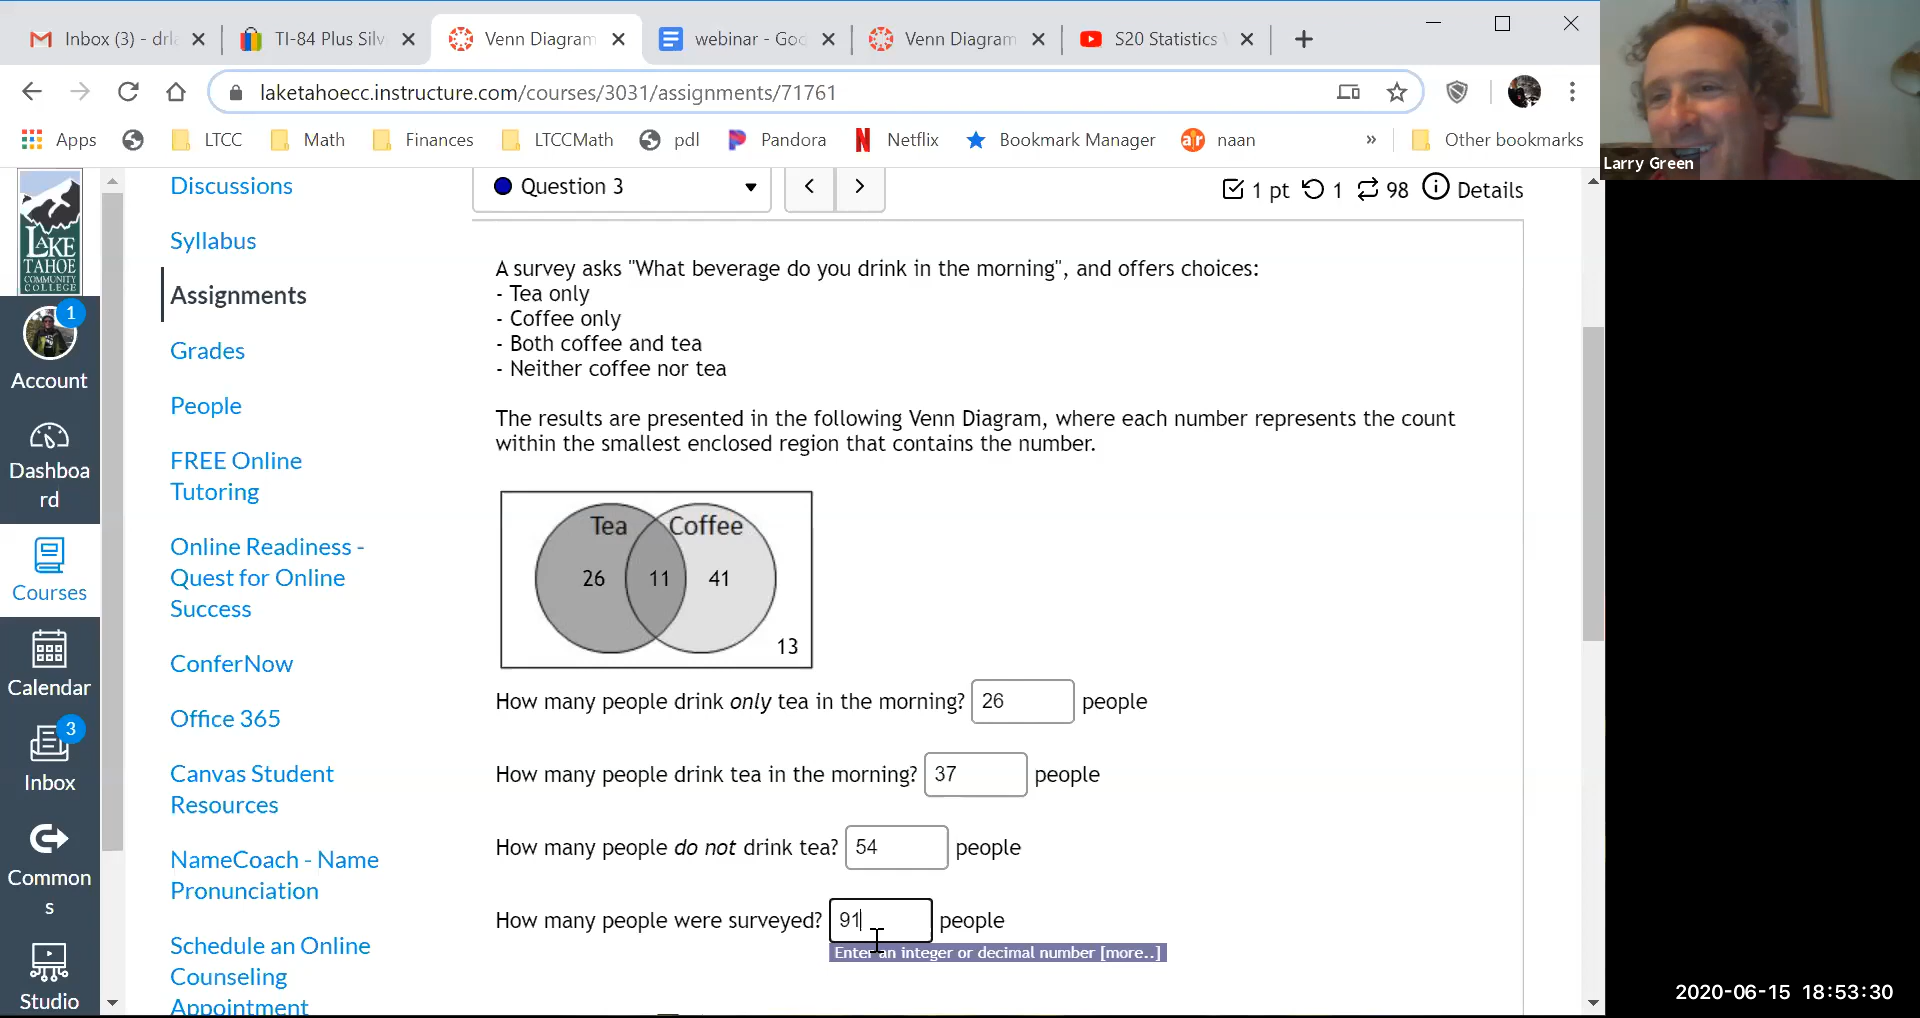 Inbox (3) - drla
TI-84 Plus Silv
Venn Diagram
webinar - Goo
Venn Diagram
S20 Statistics
laketahoecc.instructure.com/courses/3031/assignments/71761
Apps
LTCC
Math
Finances
LTCCMath
pdl
Pandora
Netflix
Bookmark Manager
naan
»
Other bookmarks
Larry Green
LAKE
TAHOE
COMMUNITY
COLLEGE
1
Account
Dashboa
rd
Courses
Calendar
3
Inbox
Common
s
Studio
Discussions
Syllabus
Assignments
Grades
People
FREE Online
Tutoring
Online Readiness -
Quest for Online
Success
ConferNow
Office 365
Canvas Student
Resources
NameCoach - Name
Pronunciation
Schedule an Online
Counseling
Appointment
Question 3
1 pt 1 98 Details
A survey asks "What beverage do you drink in the morning", and offers choices:
- Tea only
- Coffee only
- Both coffee and tea
- Neither coffee nor tea
The results are presented in the following Venn Diagram, where each number represents the count
within the smallest enclosed region that contains the number.
Tea Coffee
26 11 41
13
How many people drink only tea in the morning? 26 people
How many people drink tea in the morning? 37 people
How many people do not drink tea? 54 people
How many people were surveyed? 91 people
Enter an integer or decimal number [more..]
2020-06-15 18:53:30